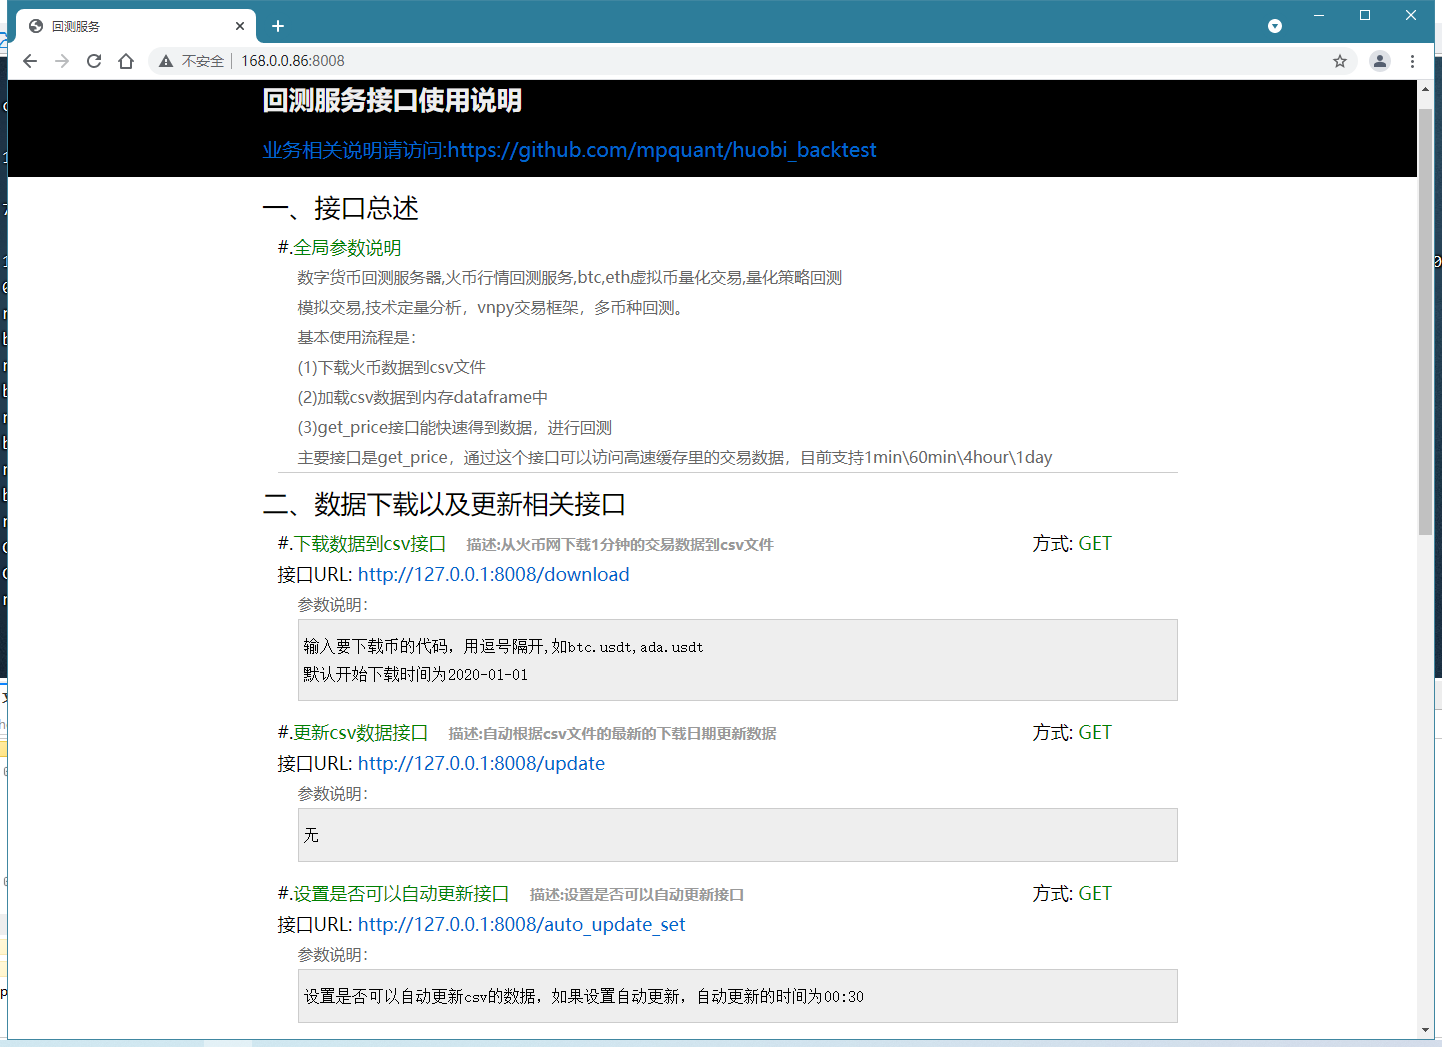 回测服务
不安全 168.0.0.86:8008
回测服务接口使用说明
业务相关说明请访问:https://github.com/mpquant/huobi_backtest
一、接口总述
#.全局参数说明
数字货币回测服务器,火币行情回测服务,btc,eth虚拟币量化交易,量化策略回测
模拟交易,技术定量分析，vnpy交易框架，多币种回测。
基本使用流程是：
(1)下载火币数据到csv文件
(2)加载csv数据到内存dataframe中
(3)get_price接口能快速得到数据，进行回测
主要接口是get_price，通过这个接口可以访问高速缓存里的交易数据，目前支持1min\60min\4hour\1day
二、数据下载以及更新相关接口
#.下载数据到csv接口 描述:从火币网下载1分钟的交易数据到csv文件 方式: GET
接口URL: http://127.0.0.1:8008/download
参数说明：
输入要下载币的代码，用逗号隔开,如btc.usdt,ada.usdt
默认开始下载时间为2020-01-01
#.更新csv数据接口 描述:自动根据csv文件的最新的下载日期更新数据 方式: GET
接口URL: http://127.0.0.1:8008/update
参数说明：
无
#.设置是否可以自动更新接口 描述:设置是否可以自动更新接口 方式: GET
接口URL: http://127.0.0.1:8008/auto_update_set
参数说明：
设置是否可以自动更新csv的数据，如果设置自动更新，自动更新的时间为00:30